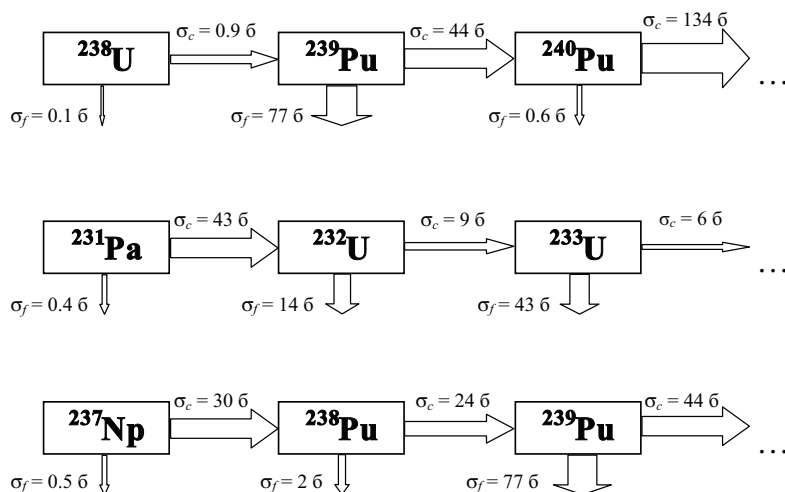 σc = 0.9 б σc = 44 б σc = 134 б
²³⁸U ²³⁹Pu ²⁴⁰Pu ...
σf = 0.1 б σf = 77 б σf = 0.6 б
σc = 43 б σc = 9 б σc = 6 б
²³¹Pa ²³²U ²³³U ...
σf = 0.4 б σf = 14 б σf = 43 б
σc = 30 б σc = 24 б σc = 44 б
²³⁷Np ²³⁸Pu ²³⁹Pu ...
σf = 0.5 б σf = 2 б σf = 77 б